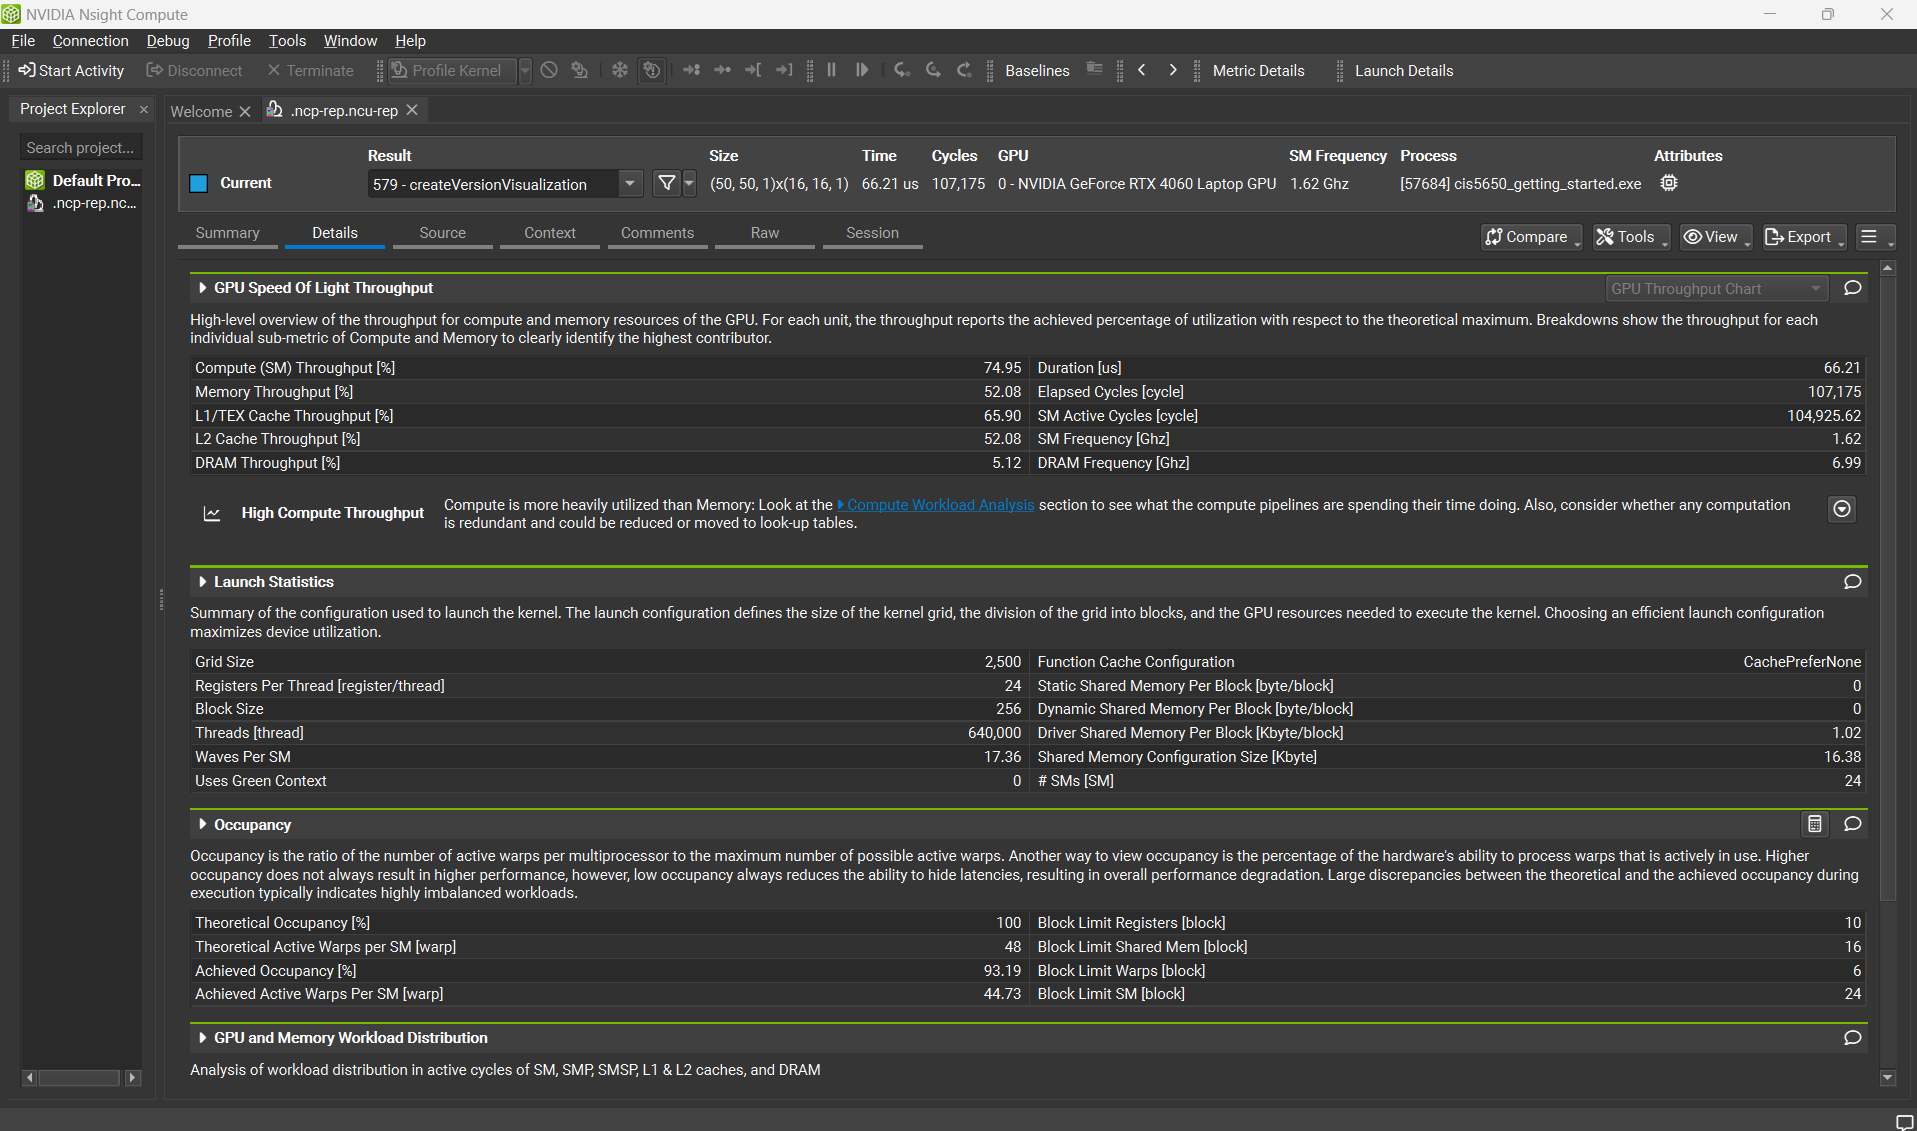 NVIDIA Nsight Compute
File Connection Debug Profile Tools Window Help
Start Activity Disconnect Terminate Profile Kernel Baselines Metric Details Launch Details
Project Explorer
Search project...
Default Pro...
.ncp-rep.nc...
Welcome .ncp-rep.ncu-rep
Result Size Time Cycles GPU SM Frequency Process Attributes
Current 579 - createVersionVisualization (50, 50, 1)x(16, 16, 1) 66.21 us 107,175 0 - NVIDIA GeForce RTX 4060 Laptop GPU 1.62 Ghz [57684] cis5650_getting_started.exe
Summary Details Source Context Comments Raw Session Compare Tools View Export
GPU Speed Of Light Throughput GPU Throughput Chart
High-level overview of the throughput for compute and memory resources of the GPU. For each unit, the throughput reports the achieved percentage of utilization with respect to the theoretical maximum. Breakdowns show the throughput for each
individual sub-metric of Compute and Memory to clearly identify the highest contributor.
Compute (SM) Throughput [%] 74.95 Duration [us] 66.21
Memory Throughput [%] 52.08 Elapsed Cycles [cycle] 107,175
L1/TEX Cache Throughput [%] 65.90 SM Active Cycles [cycle] 104,925.62
L2 Cache Throughput [%] 52.08 SM Frequency [Ghz] 1.62
DRAM Throughput [%] 5.12 DRAM Frequency [Ghz] 6.99
High Compute Throughput Compute is more heavily utilized than Memory: Look at the Compute Workload Analysis section to see what the compute pipelines are spending their time doing. Also, consider whether any computation
is redundant and could be reduced or moved to look-up tables.
Launch Statistics
Summary of the configuration used to launch the kernel. The launch configuration defines the size of the kernel grid, the division of the grid into blocks, and the GPU resources needed to execute the kernel. Choosing an efficient launch configuration
maximizes device utilization.
Grid Size 2,500 Function Cache Configuration CachePreferNone
Registers Per Thread [register/thread] 24 Static Shared Memory Per Block [byte/block] 0
Block Size 256 Dynamic Shared Memory Per Block [byte/block] 0
Threads [thread] 640,000 Driver Shared Memory Per Block [Kbyte/block] 1.02
Waves Per SM 17.36 Shared Memory Configuration Size [Kbyte] 16.38
Uses Green Context 0 # SMs [SM] 24
Occupancy
Occupancy is the ratio of the number of active warps per multiprocessor to the maximum number of possible active warps. Another way to view occupancy is the percentage of the hardware's ability to process warps that is actively in use. Higher
occupancy does not always result in higher performance, however, low occupancy always reduces the ability to hide latencies, resulting in overall performance degradation. Large discrepancies between the theoretical and the achieved occupancy during
execution typically indicates highly imbalanced workloads.
Theoretical Occupancy [%] 100 Block Limit Registers [block] 10
Theoretical Active Warps per SM [warp] 48 Block Limit Shared Mem [block] 16
Achieved Occupancy [%] 93.19 Block Limit Warps [block] 6
Achieved Active Warps Per SM [warp] 44.73 Block Limit SM [block] 24
GPU and Memory Workload Distribution
Analysis of workload distribution in active cycles of SM, SMP, SMSP, L1 & L2 caches, and DRAM